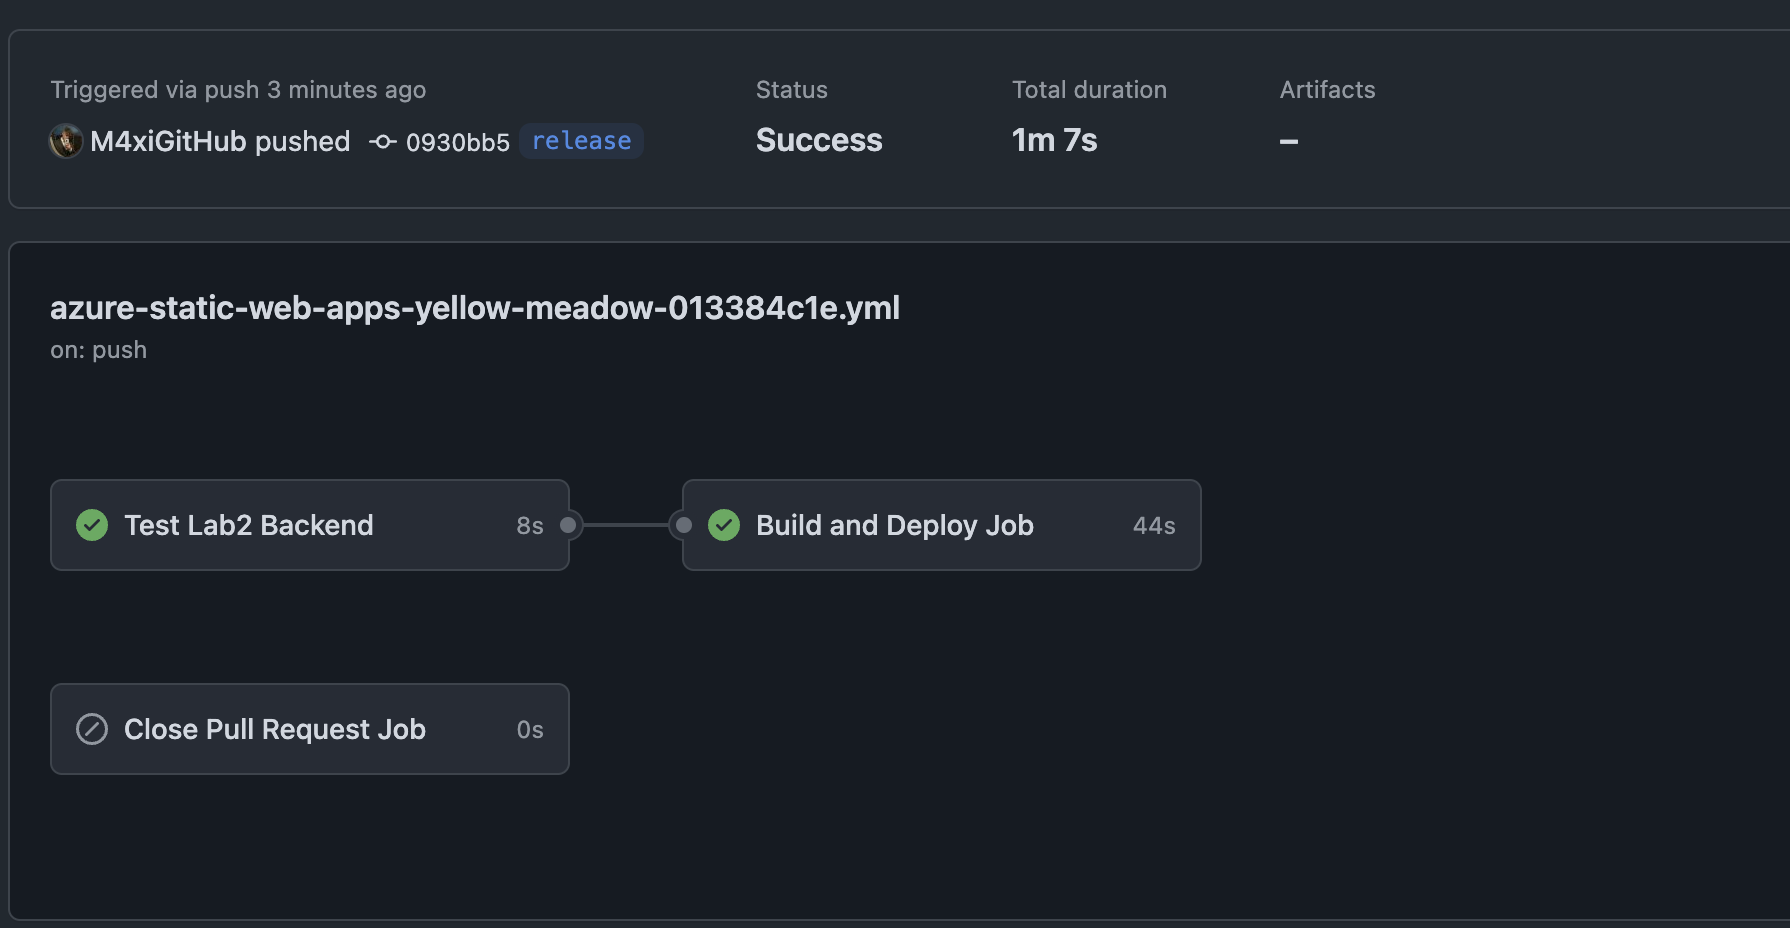 Triggered via push 3 minutes ago
M4xiGitHub pushed 0930bb5 release
Status
Success
Total duration
1m 7s
Artifacts
–
azure-static-web-apps-yellow-meadow-013384c1e.yml
on: push
Test Lab2 Backend 8s
Build and Deploy Job 44s
Close Pull Request Job 0s